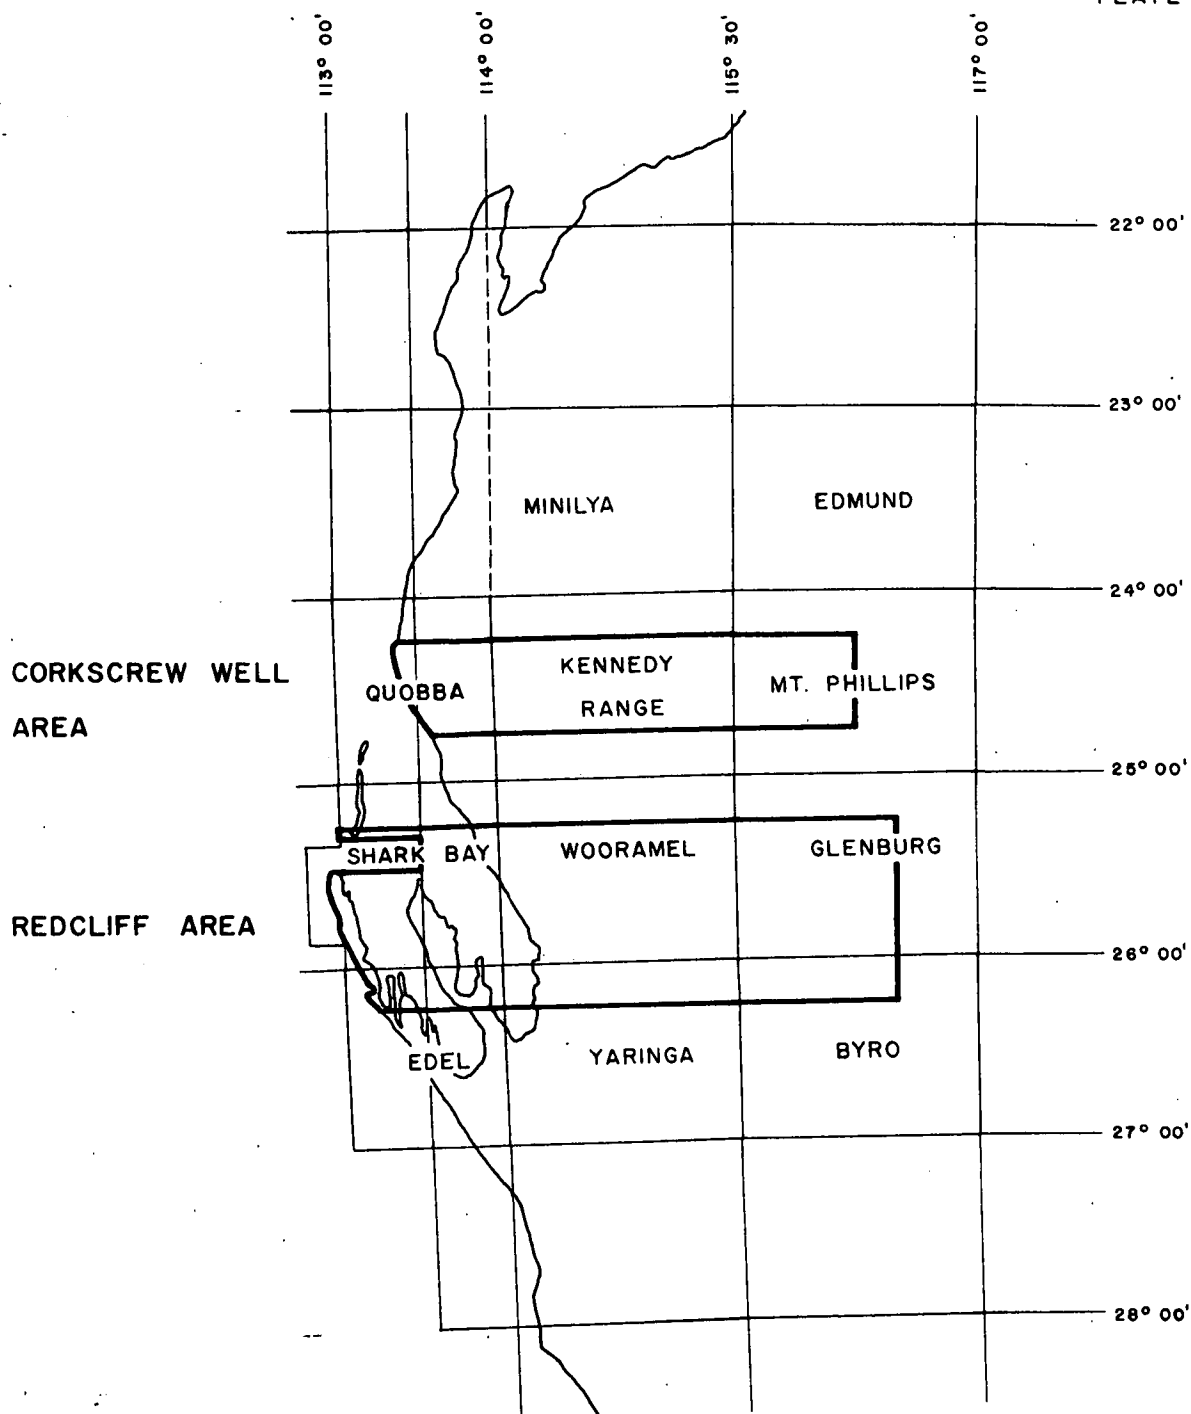 113° 00'
114° 00'
115° 30'
117° 00'
22° 00'
23° 00'
MINILYA
EDMUND
24° 00'
CORKSCREW WELL
AREA
QUOBBA
KENNEDY
RANGE
MT. PHILLIPS
25° 00'
SHARK BAY
WOORAMEL
GLENBURG
REDCLIFF AREA
26° 00'
EDEL
YARINGA
BYRO
27° 00'
28° 00'